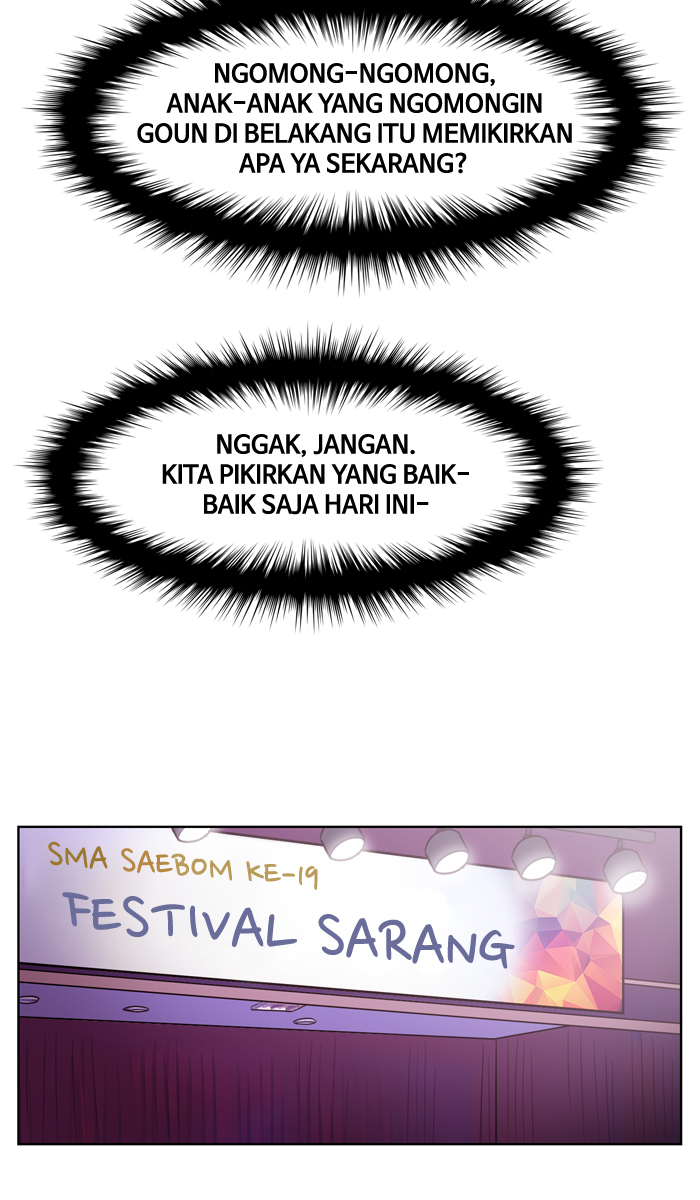 NGOMONG-NGOMONG,
ANAK-ANAK YANG NGOMONGIN
GOUN DI BELAKANG ITU MEMIKIRKAN
APA YA SEKARANG?
NGGAK, JANGAN.
KITA PIKIRKAN YANG BAIK-
BAIK SAJA HARI INI-
SMA SAEBOM KE-19
FESTIVAL SARANG